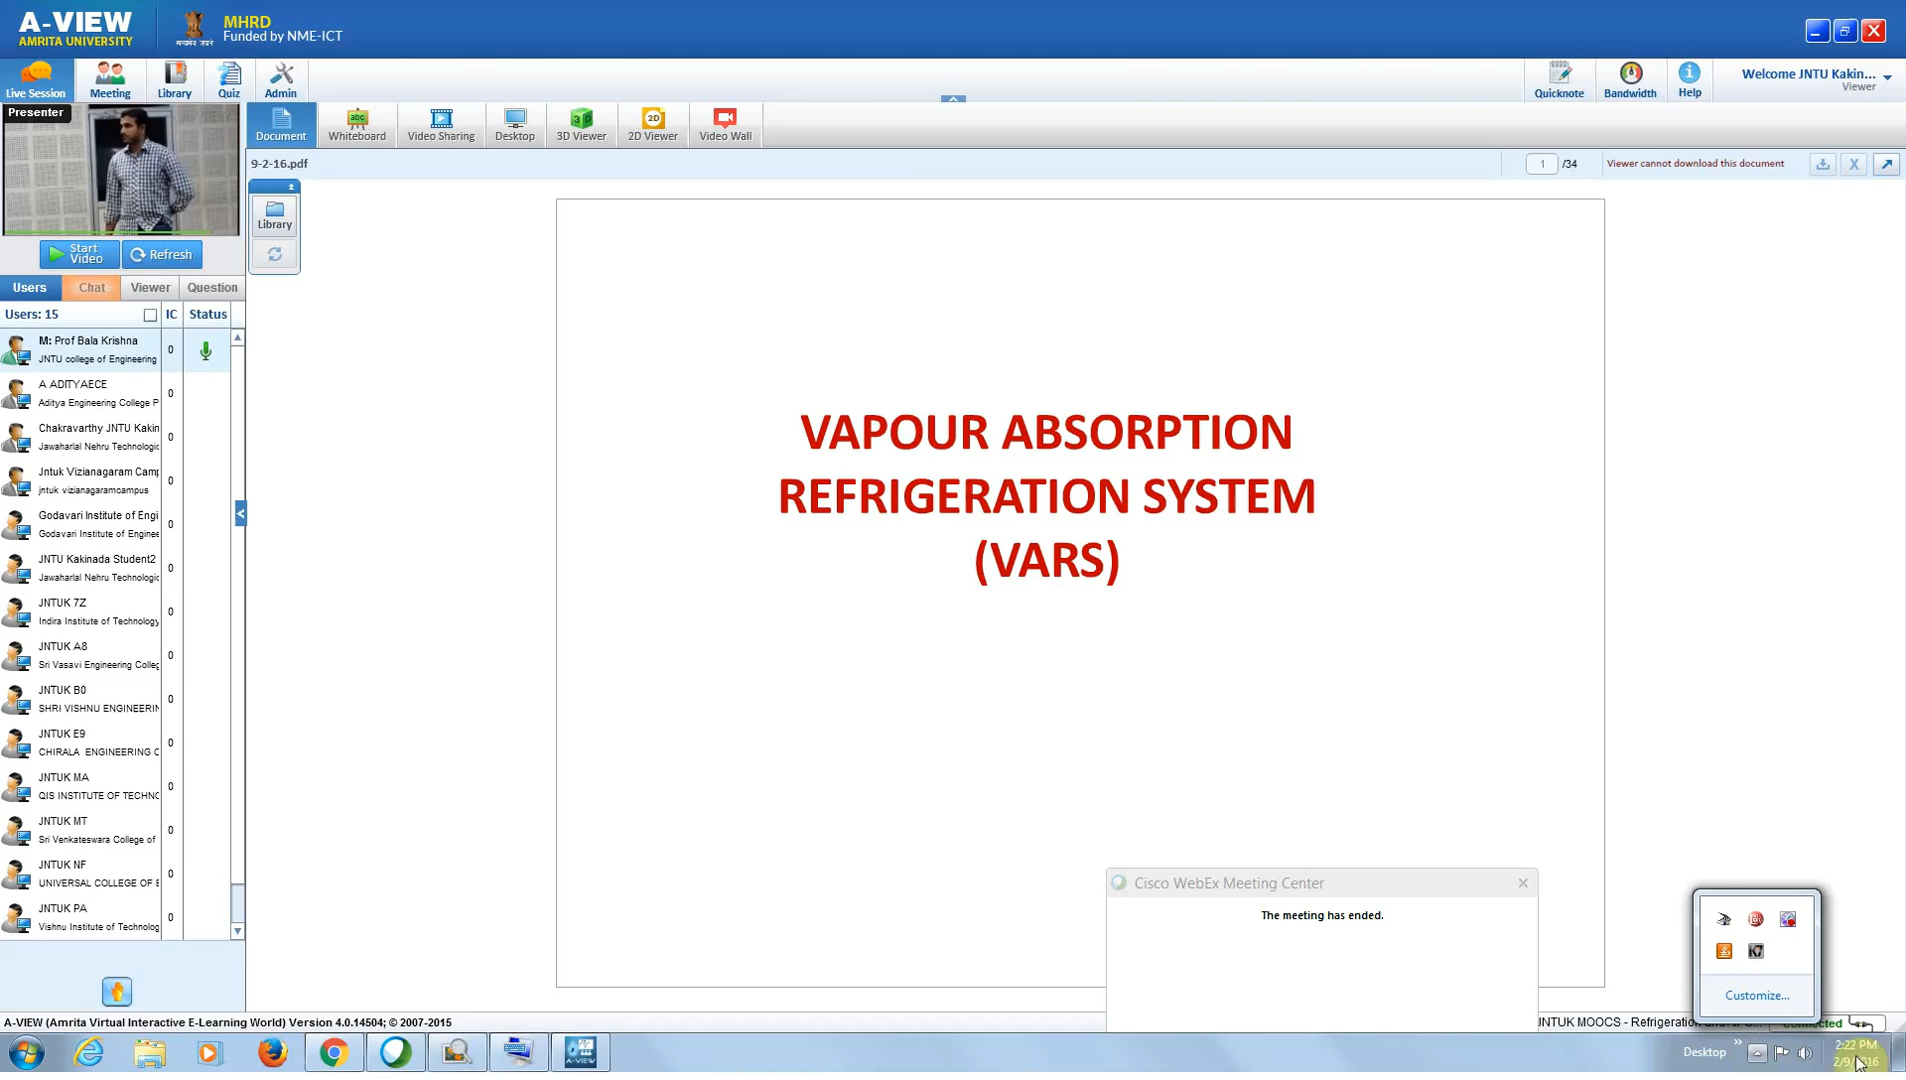 A-VIEW
AMRITA UNIVERSITY
MHRD
Funded by NME-ICT
Live Session
Meeting
Library
Quiz
Admin
Quicknote
Bandwidth
Help
Welcome JNTU Kakin...
Viewer
Presenter
Document
Whiteboard
Video Sharing
Desktop
3D Viewer
2D Viewer
Video Wall
9-2-16.pdf
1 /34
Viewer cannot download this document
Library
Start Video
Refresh
Users
Chat
Viewer
Question
Users: 15
IC
Status
M: Prof Bala Krishna
JNTU college of Engineering
0
A ADITYAECE
Aditya Engineering College P
0
Chakravarthy JNTU Kakin
Jawaharlal Nehru Technologic
0
Jntuk Vizianagaram Camp
jntuk vizianagaramcampus
0
Godavari Institute of Engi
Godavari Institute of Enginee
0
JNTU Kakinada Student2
Jawaharlal Nehru Technologic
0
JNTUK 7Z
Indira Institute of Technology
0
JNTUK A8
Sri Vasavi Engineering Colleg
0
JNTUK B0
SHRI VISHNU ENGINEERIN
0
JNTUK E9
CHIRALA ENGINEERING C
0
JNTUK MA
QIS INSTITUTE OF TECHNO
0
JNTUK MT
Sri Venkateswara College of
0
JNTUK NF
UNIVERSAL COLLEGE OF E
0
JNTUK PA
Vishnu Institute of Technolog
0
VAPOUR ABSORPTION
REFRIGERATION SYSTEM
(VARS)
Cisco WebEx Meeting Center
The meeting has ended.
Customize...
A-VIEW (Amrita Virtual Interactive E-Learning World) Version 4.0.14504; © 2007-2015
JNTUK MOOCS - Refrigeration
Connected
A-VIEW
Desktop
2:22 PM
2/9/2016